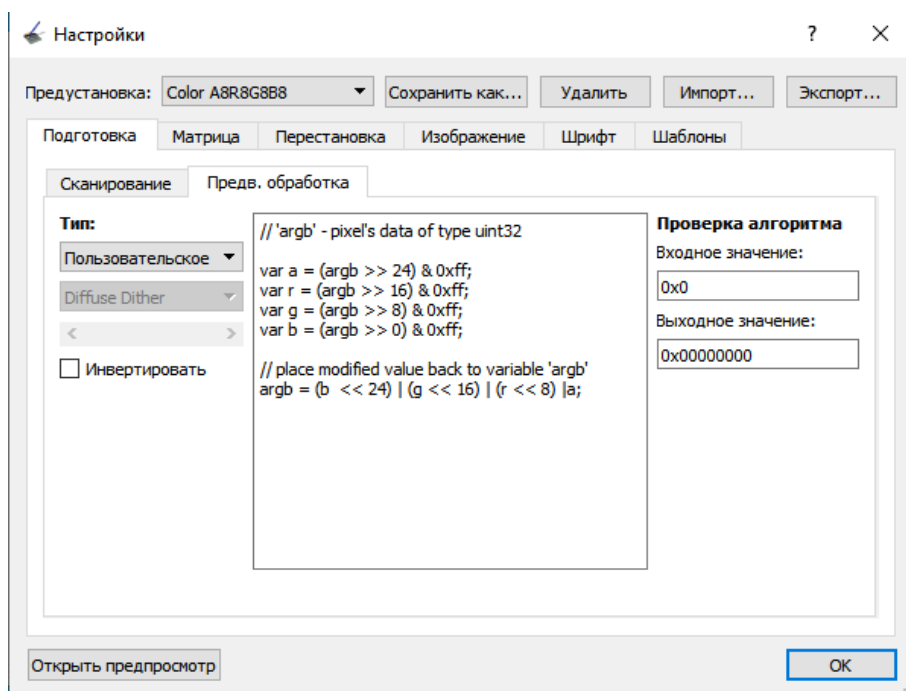 Настройки
?
Предустановка: Color A8R8G8B8 Сохранить как... Удалить Импорт... Экспорт...
Подготовка Матрица Перестановка Изображение Шрифт Шаблоны
Сканирование Предв. обработка
Тип:
Пользовательское
Diffuse Dither
Инвертировать
// 'argb' - pixel's data of type uint32
var a = (argb >> 24) & 0xff;
var r = (argb >> 16) & 0xff;
var g = (argb >> 8) & 0xff;
var b = (argb >> 0) & 0xff;
// place modified value back to variable 'argb'
argb = (b  << 24) | (g << 16) | (r << 8) |a;
Проверка алгоритма
Входное значение:
0x0
Выходное значение:
0x00000000
Открыть предпросмотр OK